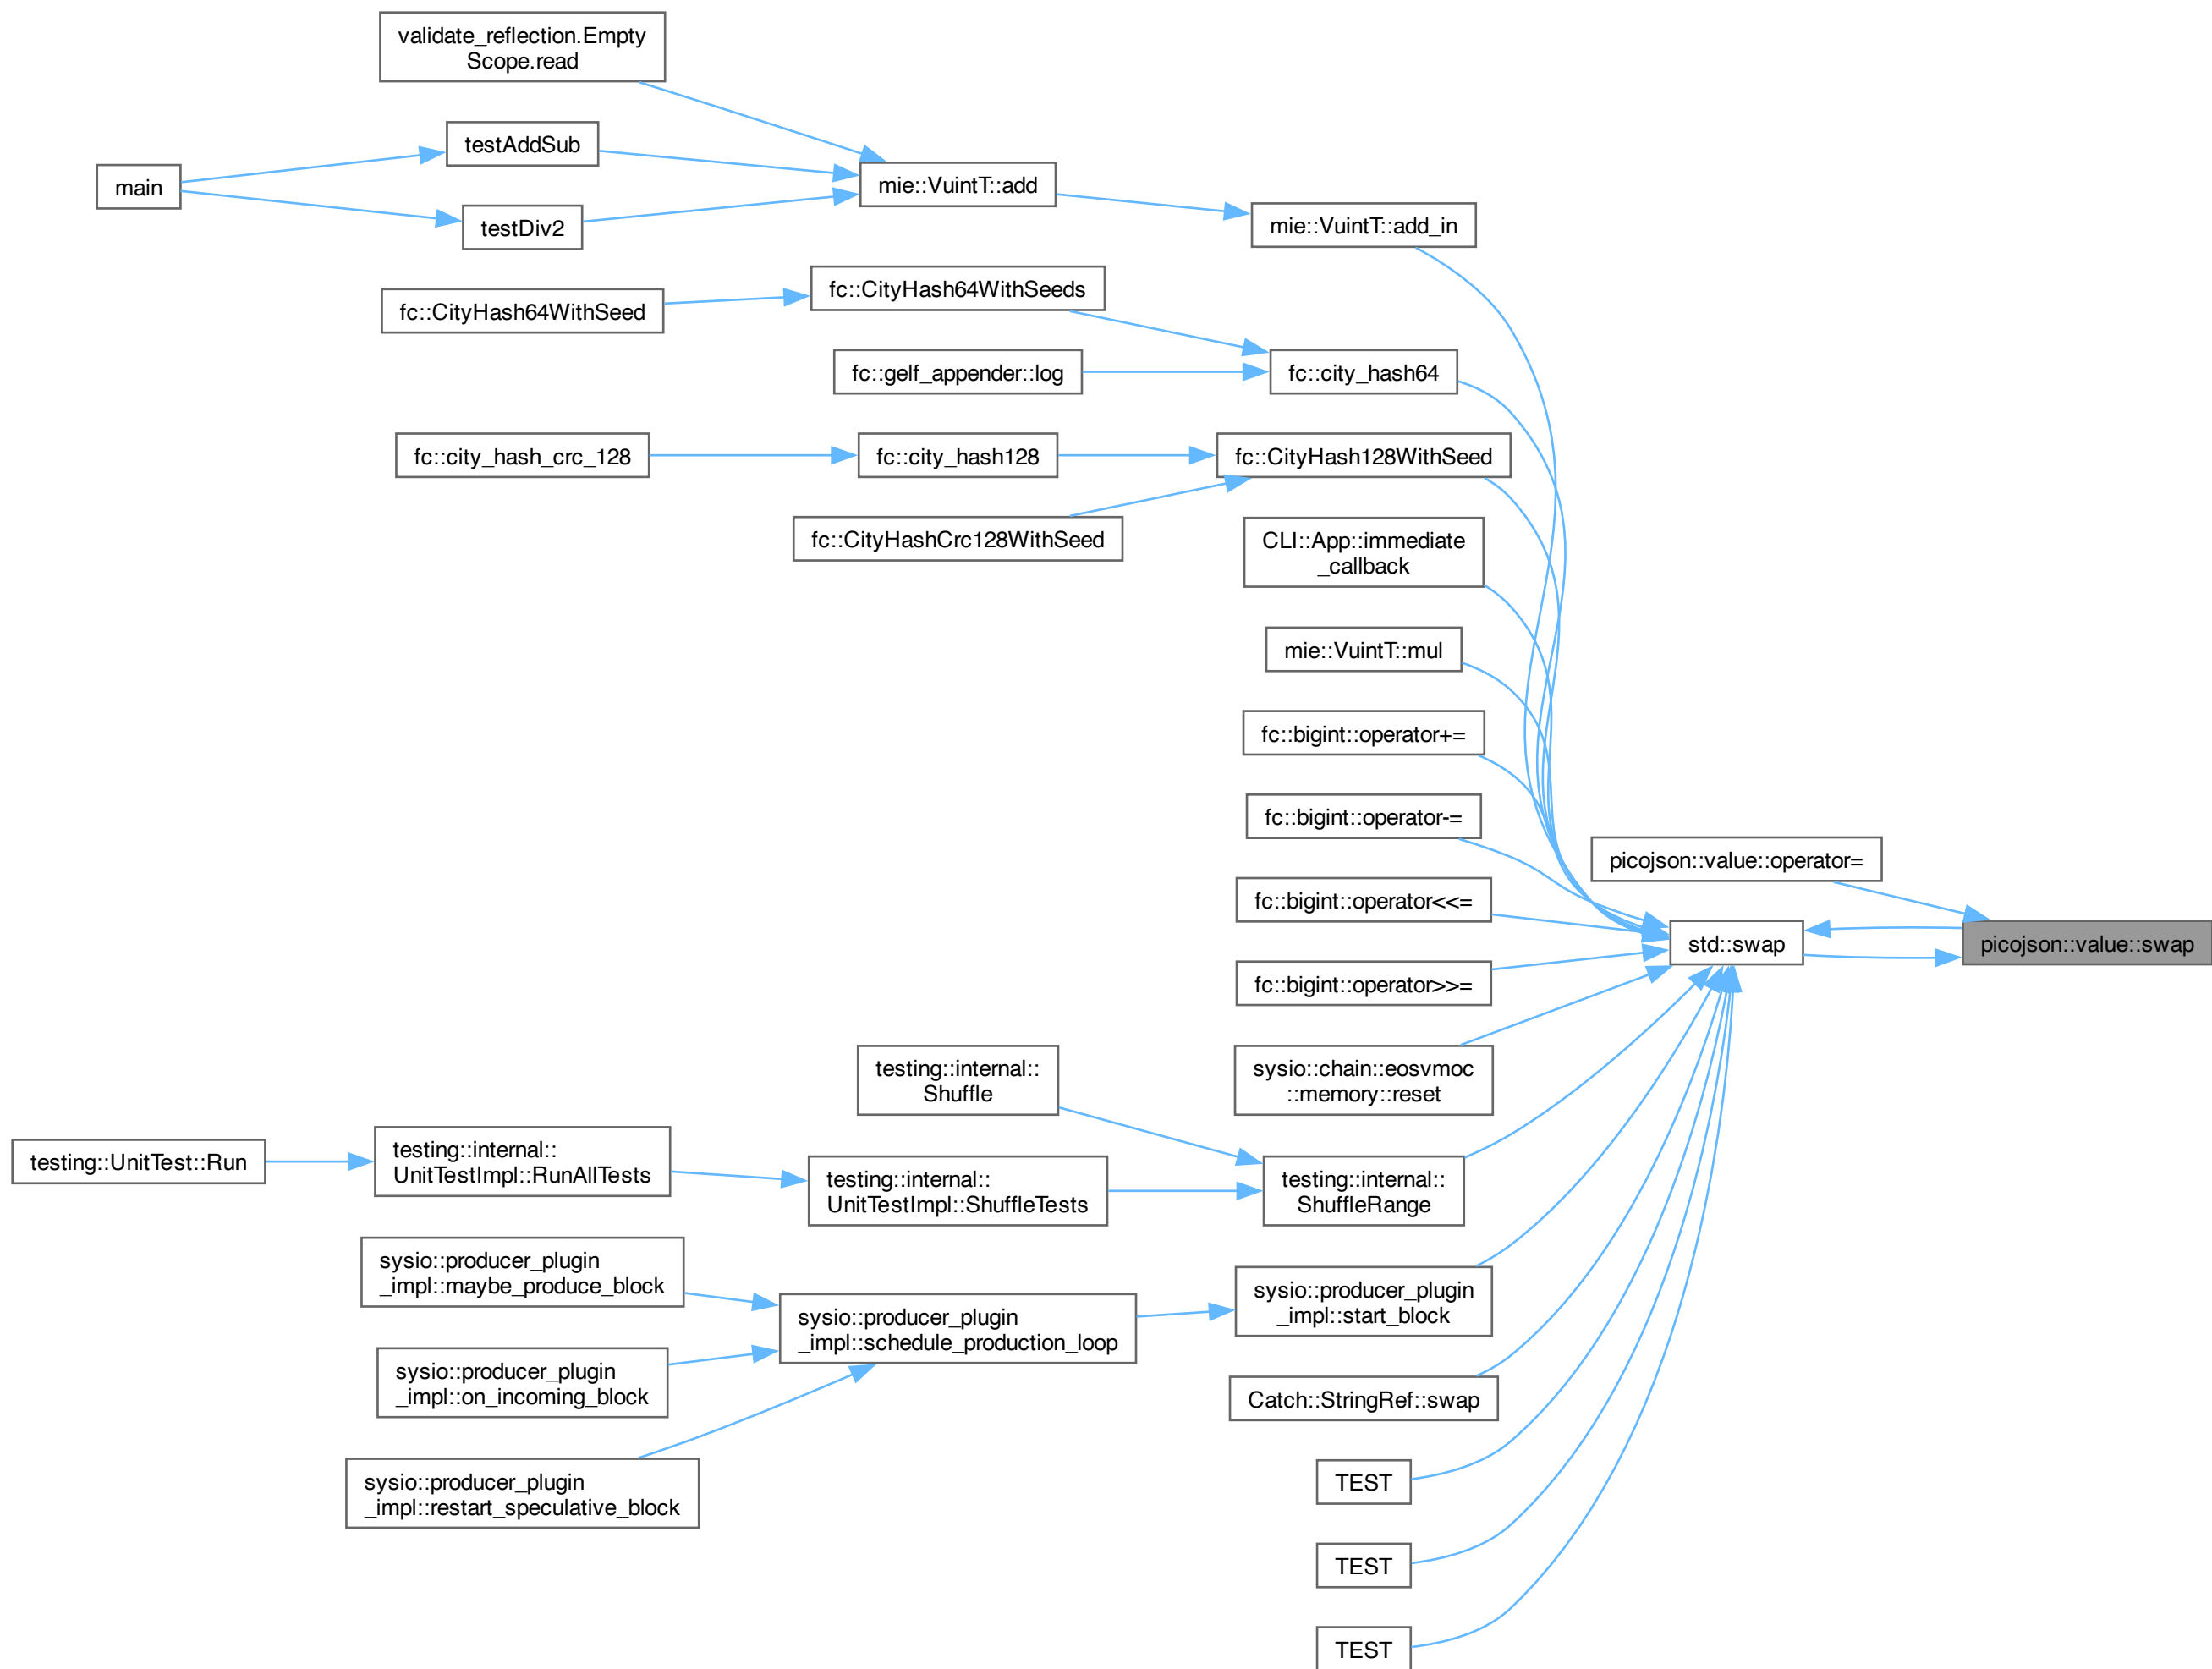 validate_reflection.Empty
Scope.read
testAddSub
main
mie::VuintT::add
testDiv2
mie::VuintT::add_in
fc::CityHash64WithSeeds
fc::CityHash64WithSeed
fc::gelf_appender::log
fc::city_hash64
fc::city_hash_crc_128
fc::city_hash128
fc::CityHash128WithSeed
fc::CityHashCrc128WithSeed
CLI::App::immediate
_callback
mie::VuintT::mul
fc::bigint::operator+=
fc::bigint::operator-=
picojson::value::operator=
fc::bigint::operator<<=
std::swap
picojson::value::swap
fc::bigint::operator>>=
sysio::chain::eosvmoc
::memory::reset
testing::internal::
Shuffle
testing::UnitTest::Run
testing::internal::
UnitTestImpl::RunAllTests
testing::internal::
UnitTestImpl::ShuffleTests
testing::internal::
ShuffleRange
sysio::producer_plugin
_impl::maybe_produce_block
sysio::producer_plugin
_impl::schedule_production_loop
sysio::producer_plugin
_impl::start_block
sysio::producer_plugin
_impl::on_incoming_block
Catch::StringRef::swap
sysio::producer_plugin
_impl::restart_speculative_block
TEST
TEST
TEST